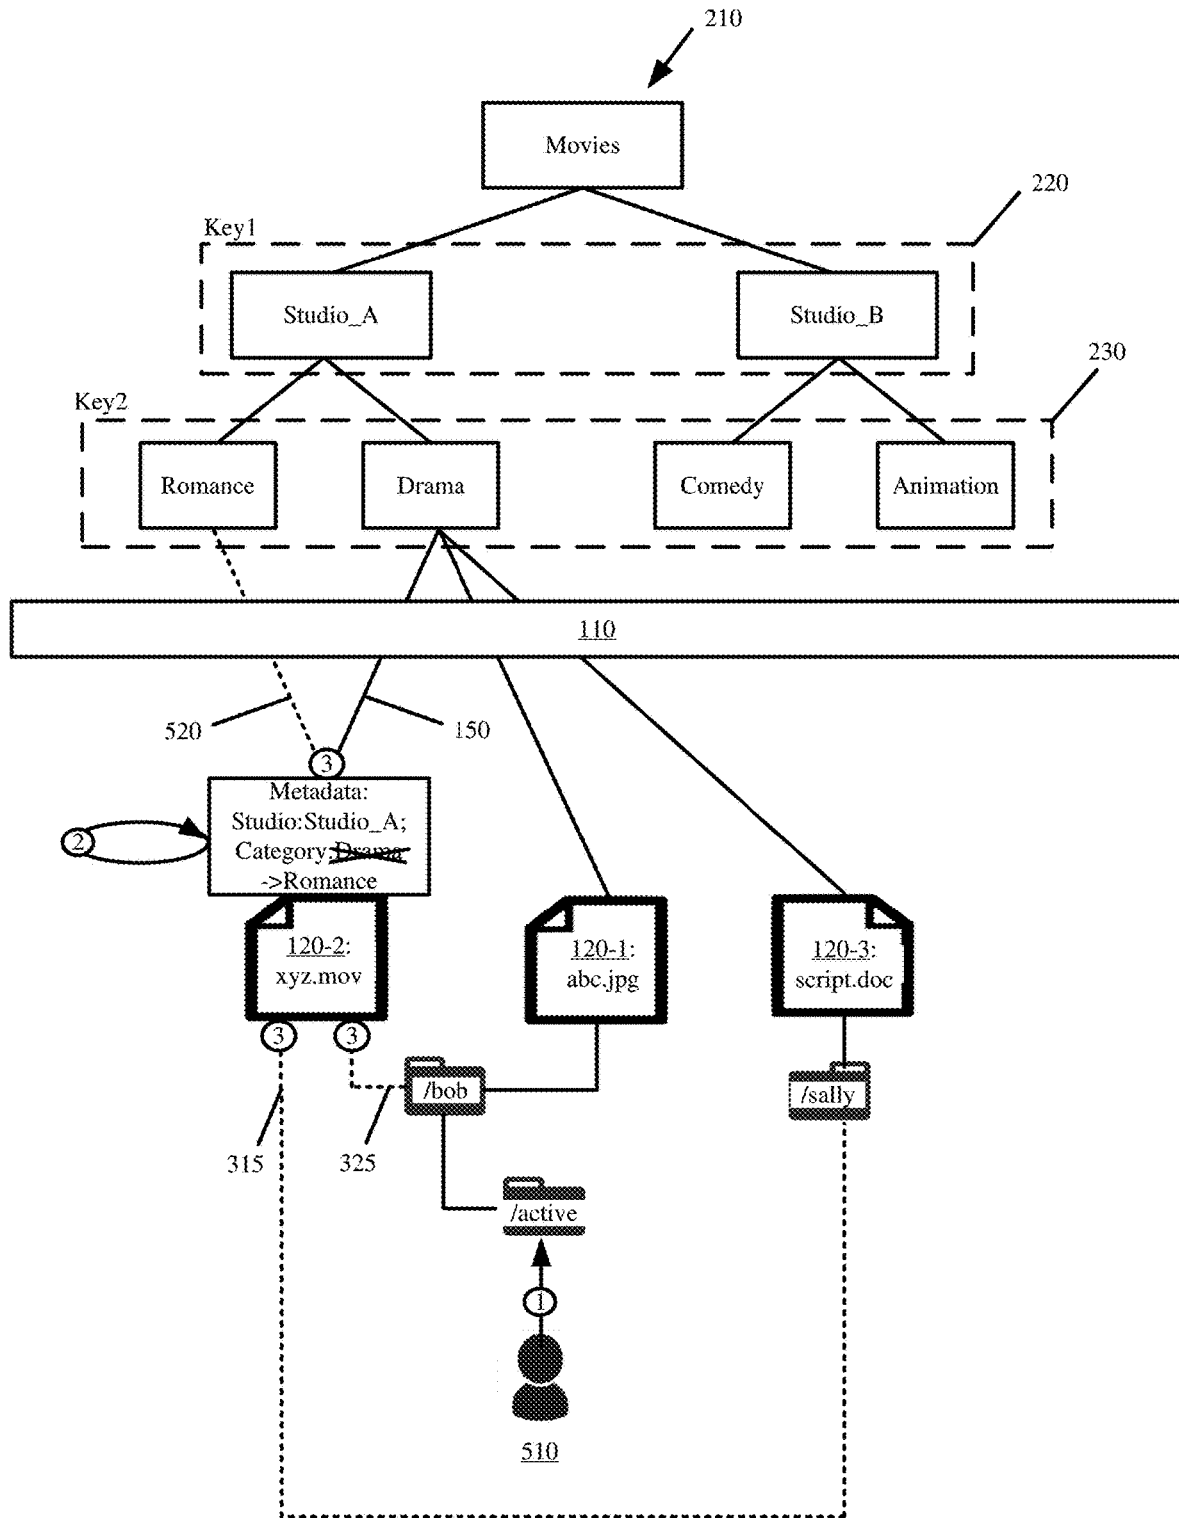 210
Movies
220
Key1
Studio_A
Studio_B
230
Key2
Romance
Drama
Comedy
Animation
110
520
150
3
Metadata:
Studio:Studio_A;
Category:Drama
->Romance
2
120-2:
xyz.mov
120-1:
abc.jpg
120-3:
script.doc
3
3
/bob
/sally
315
325
/active
1
510